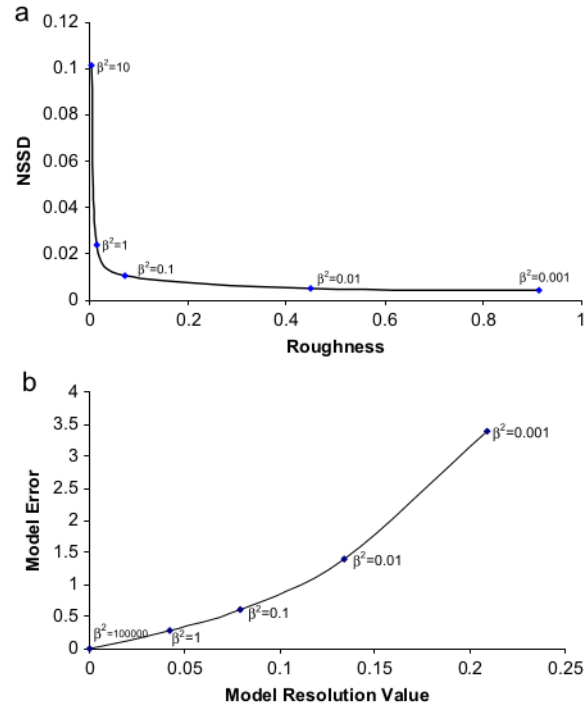 a
0.12
0.1
0.08
0.06
0.04
0.02
0
NSSD
β²=10
β²=1
β²=0.1
β²=0.01
β²=0.001
0 0.2 0.4 0.6 0.8 1
Roughness
b
4
3.5
3
2.5
2
1.5
1
0.5
0
Model Error
β²=0.001
β²=0.01
β²=0.1
β²=100000
β²=1
0 0.05 0.1 0.15 0.2 0.25
Model Resolution Value